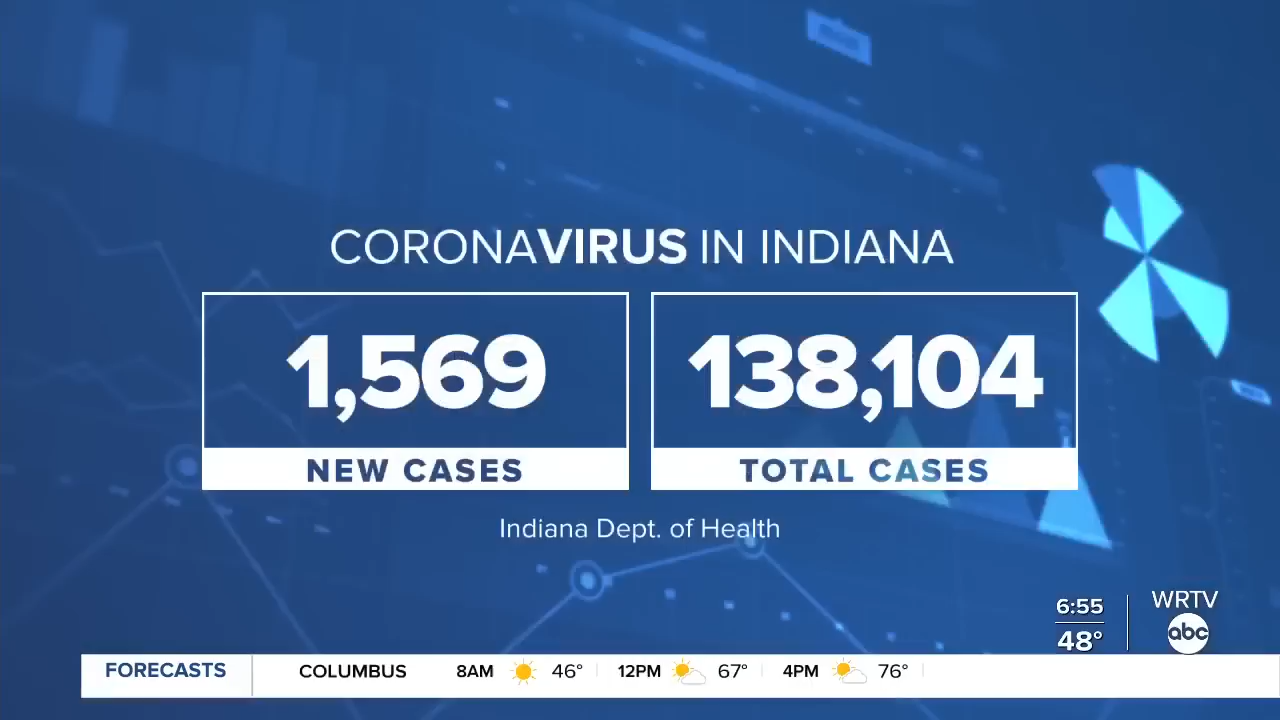 CORONAVIRUS IN INDIANA
1,569
NEW CASES
138,104
TOTAL CASES
Indiana Dept. of Health
6:55
48°
WRTV
abc
FORECASTS COLUMBUS 8AM 46° 12PM 67° 4PM 76°